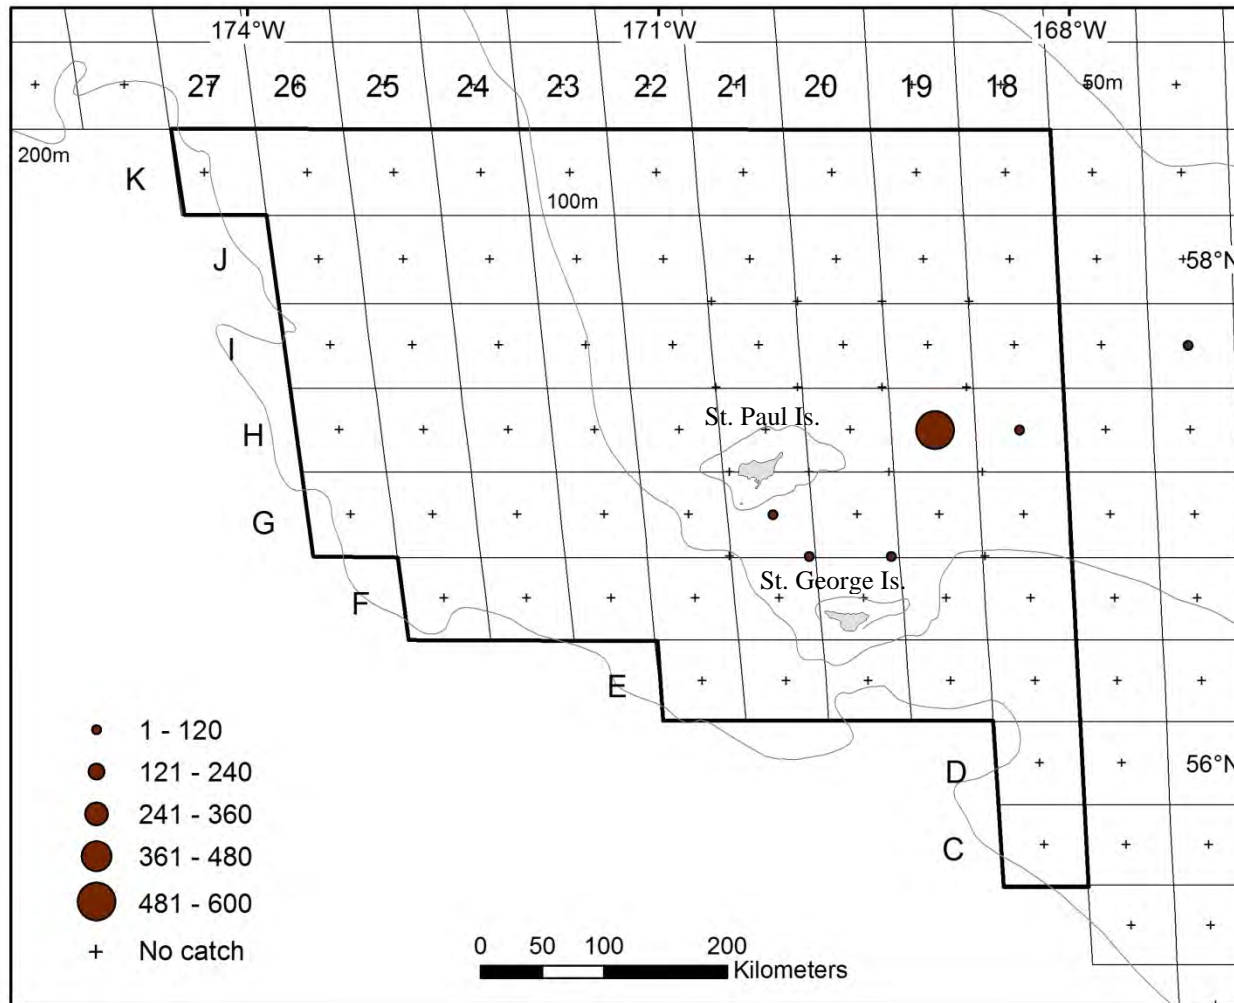 174°W 171°W 168°W
27 26 25 24 23 22 21 20 19 18 50m
200m
K
100m
J 58°N
I
St. Paul Is.
H
G
St. George Is.
F
E
1 - 120
D 56°N
121 - 240
241 - 360
C
361 - 480
481 - 600
No catch
0 50 100 200
Kilometers